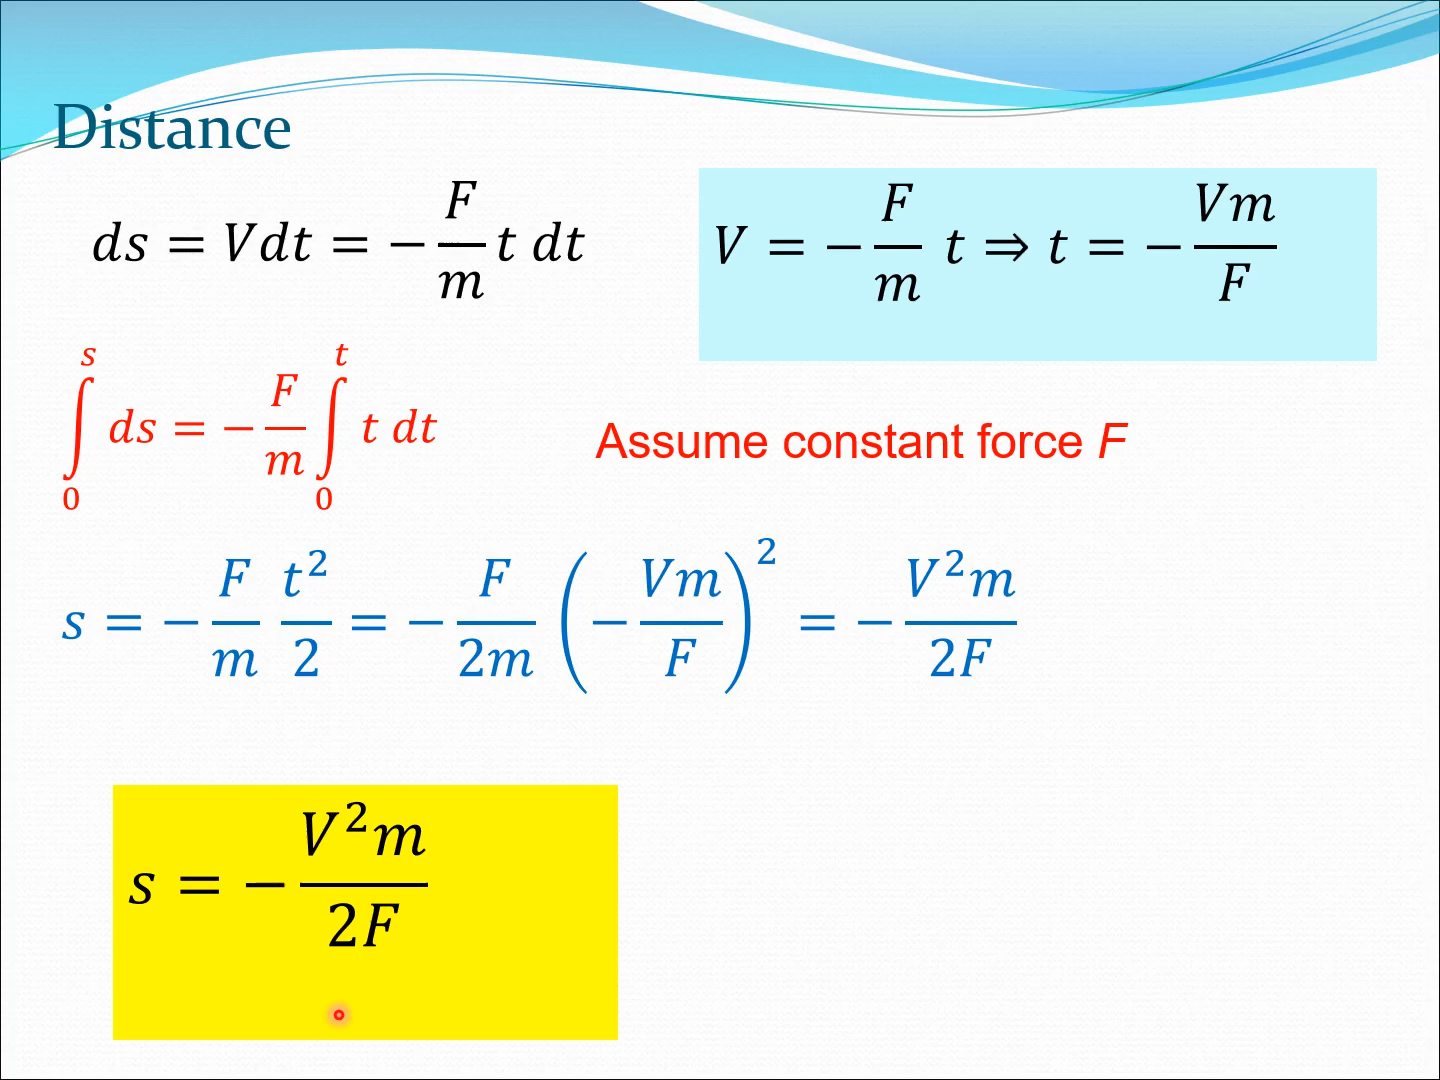 Distance
𝑑𝑠 = 𝑉𝑑𝑡 = −𝐹/𝑚 𝑡 𝑑𝑡
𝑉 = −𝐹/𝑚 𝑡 ⇒ 𝑡 = −𝑉𝑚/𝐹
∫₀ˢ 𝑑𝑠 = −𝐹/𝑚 ∫₀ᵗ 𝑡 𝑑𝑡
Assume constant force F
𝑠 = −𝐹/𝑚 𝑡²/2 = −𝐹/2𝑚 (−𝑉𝑚/𝐹)² = −𝑉²𝑚/2𝐹
𝑠 = −𝑉²𝑚/2𝐹